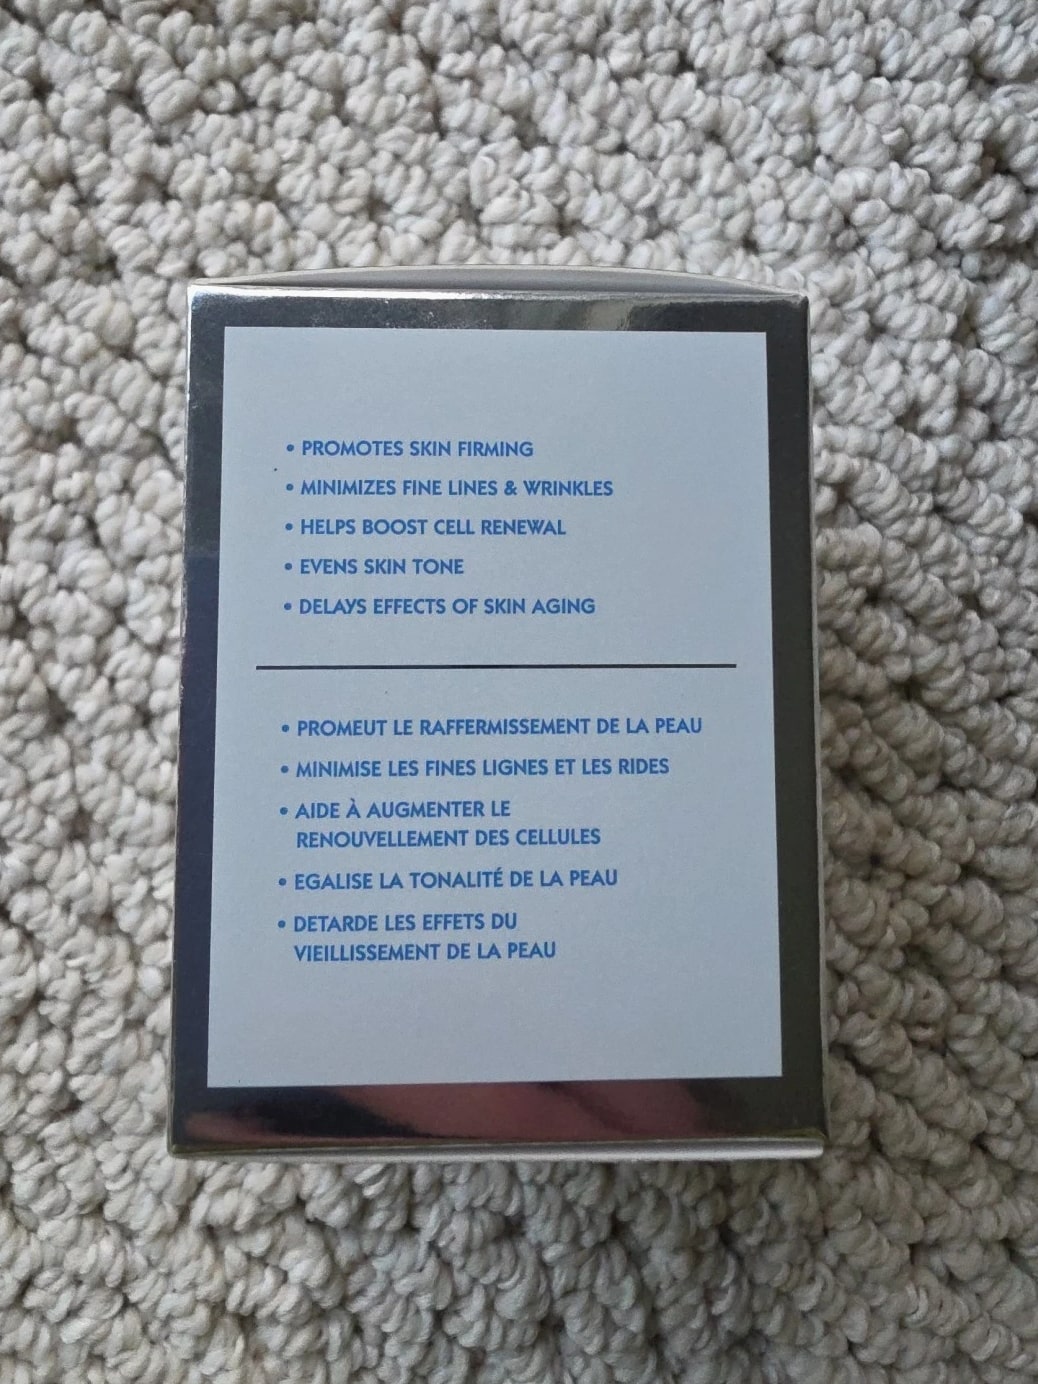 • PROMOTES SKIN FIRMING
• MINIMIZES FINE LINES & WRINKLES
• HELPS BOOST CELL RENEWAL
• EVENS SKIN TONE
• DELAYS EFFECTS OF SKIN AGING
• PROMEUT LE RAFFERMISSEMENT DE LA PEAU
• MINIMISE LES FINES LIGNES ET LES RIDES
• AIDE À AUGMENTER LE
RENOUVELLEMENT DES CELLULES
• EGALISE LA TONALITÉ DE LA PEAU
• DETARDE LES EFFETS DU
VIEILLISSEMENT DE LA PEAU